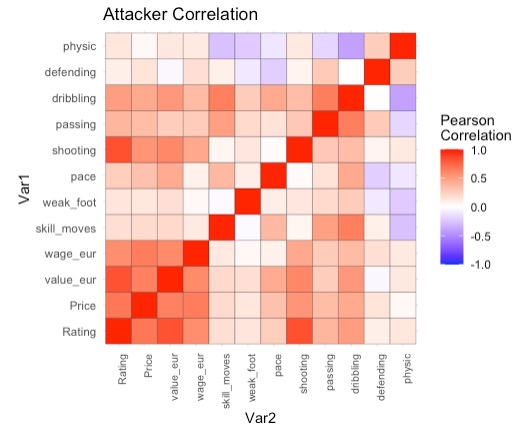 Attacker Correlation
Var1
physic
defending
dribbling
passing
shooting
pace
weak_foot
skill_moves
wage_eur
value_eur
Price
Rating
Rating
Price
value_eur
wage_eur
skill_moves
weak_foot
pace
shooting
passing
dribbling
defending
physic
Var2
Pearson
Correlation
1.0
0.5
0.0
-0.5
-1.0